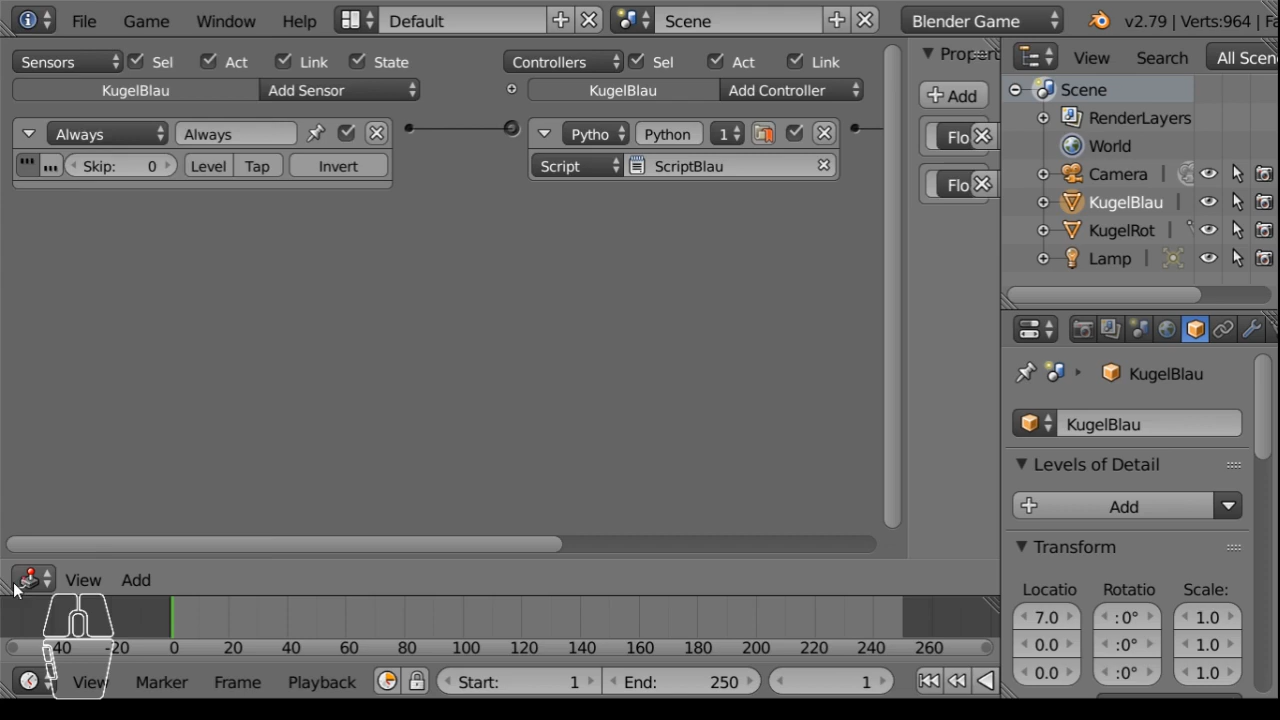 File Game Window Help Default Scene Blender Game v2.79 | Verts:964 | Fa
Sensors Sel Act Link State Controllers Sel Act Link
KugelBlau Add Sensor KugelBlau Add Controller
Always Always Pytho Python 1
Skip: 0 Level Tap Invert Script ScriptBlau
Propert
Add
Flo
Flo
View Search All Scen
Scene
RenderLayers
World
Camera
KugelBlau
KugelRot
Lamp
KugelBlau
KugelBlau
Levels of Detail
Add
Transform
Locatio Rotatio Scale:
7.0 :0° 1.0
0.0 :0° 1.0
0.0 :0° 1.0
View Add
40 -20 0 20 40 60 80 100 120 140 160 180 200 220 240 260
View Marker Frame Playback Start: 1 End: 250 1